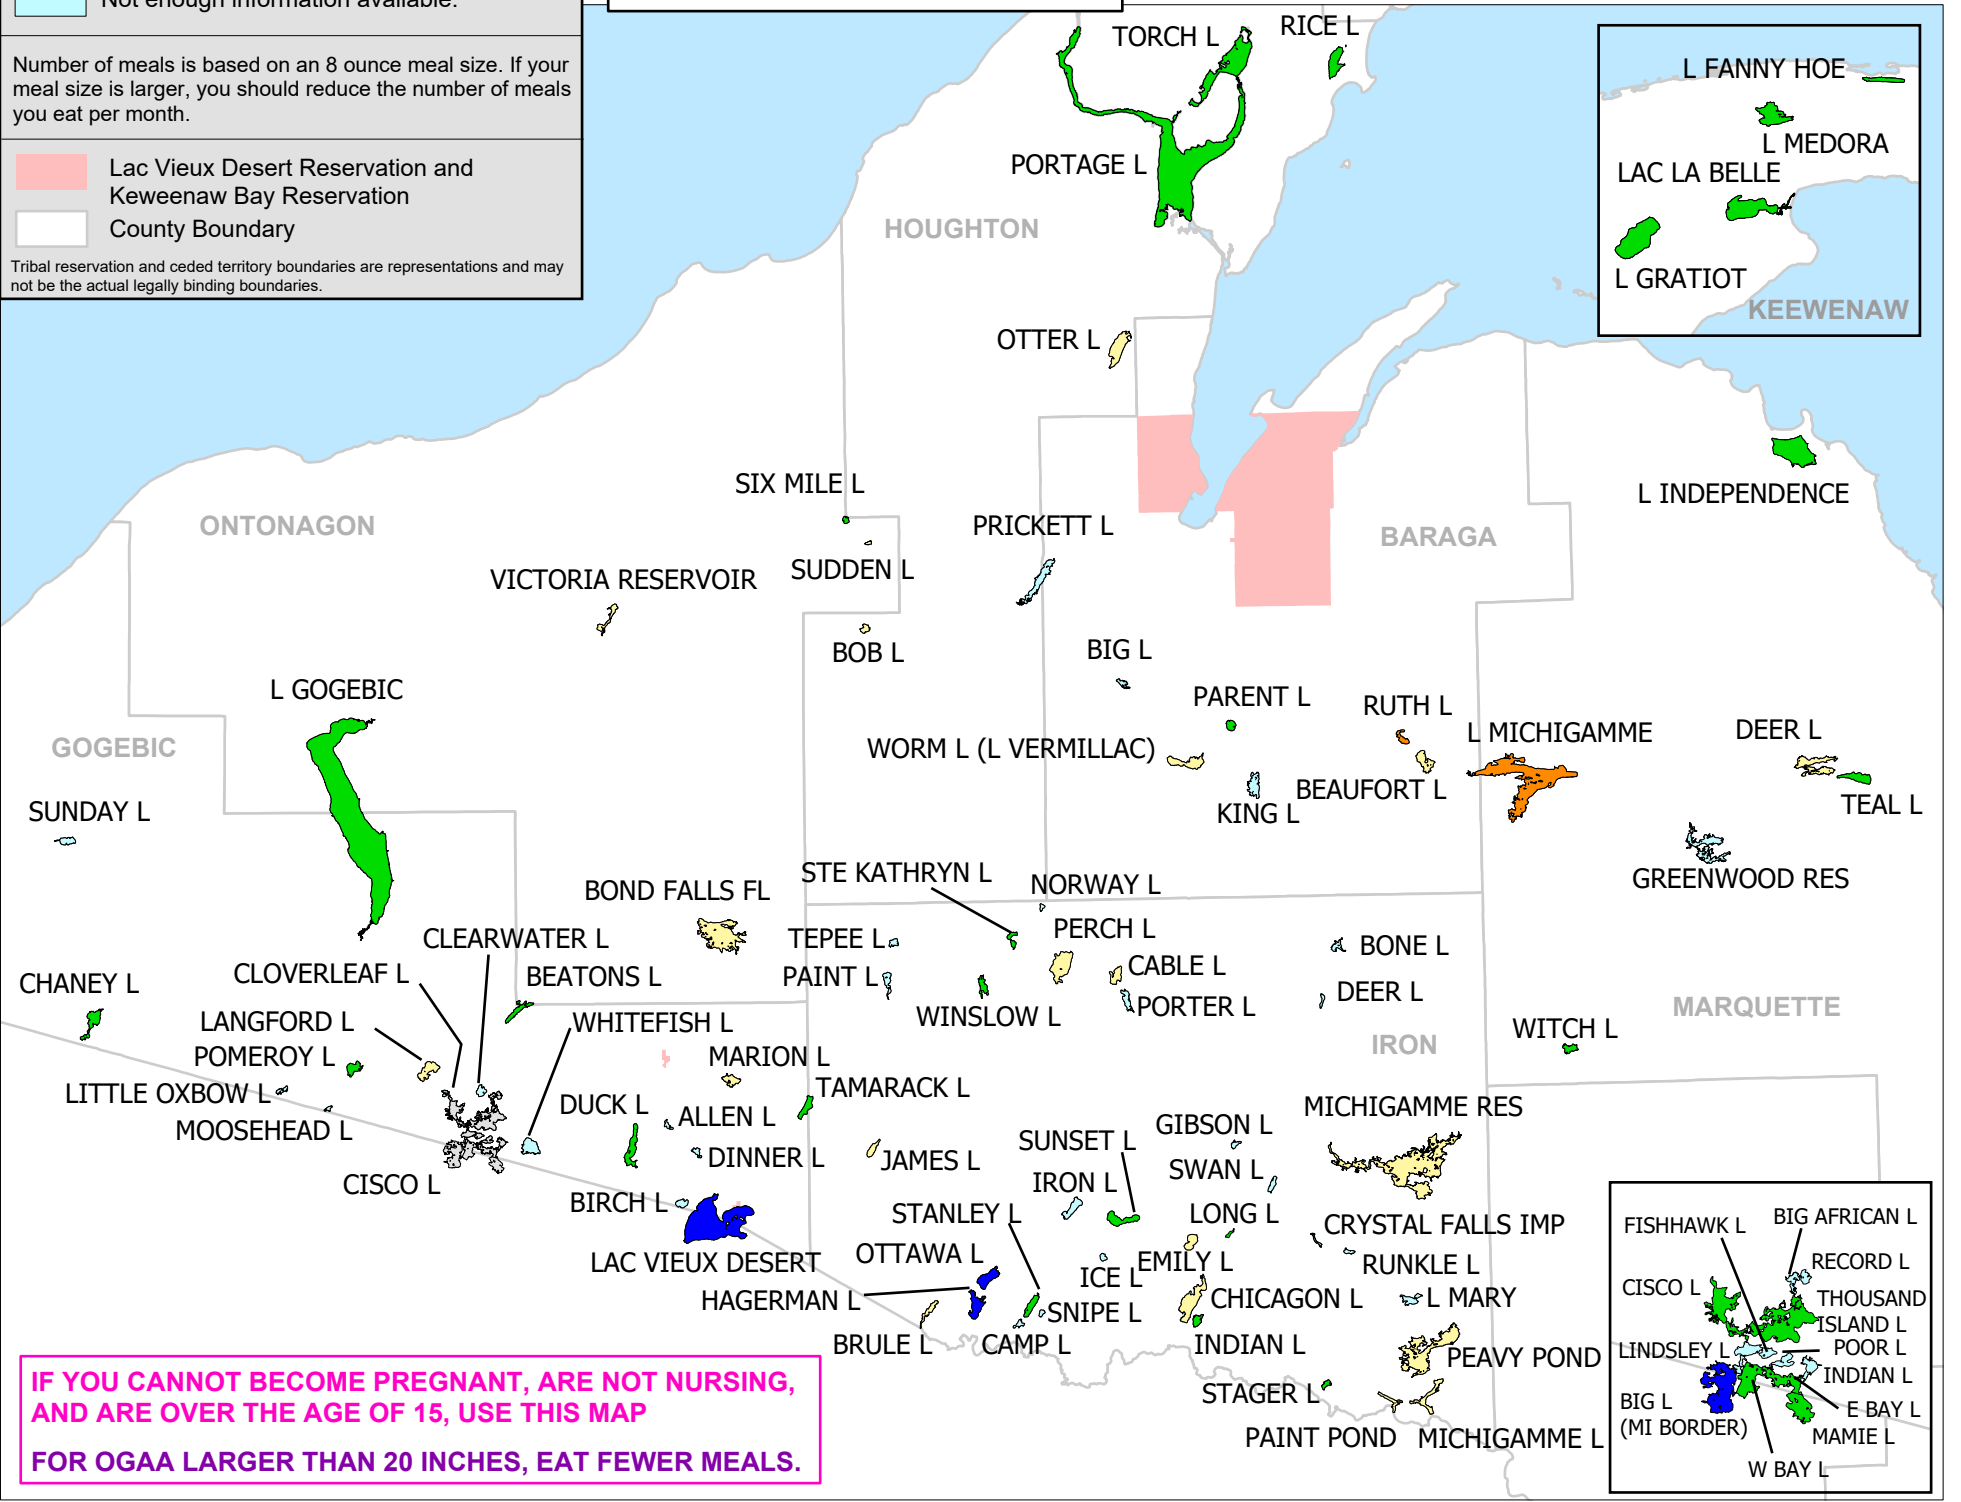 Not enough information available.
Number of meals is based on an 8 ounce meal size. If your
meal size is larger, you should reduce the number of meals
you eat per month.
Lac Vieux Desert Reservation and
Keweenaw Bay Reservation
County Boundary
Tribal reservation and ceded territory boundaries are representations and may
not be the actual legally binding boundaries.
TORCH L
RICE L
PORTAGE L
HOUGHTON
L FANNY HOE
L MEDORA
LAC LA BELLE
L GRATIOT
KEEWENAW
OTTER L
SIX MILE L
L INDEPENDENCE
ONTONAGON
PRICKETT L
BARAGA
VICTORIA RESERVOIR
SUDDEN L
BOB L
BIG L
L GOGEBIC
PARENT L
RUTH L
L MICHIGAMME
DEER L
GOGEBIC
WORM L (L VERMILLAC)
BEAUFORT L
KING L
SUNDAY L
TEAL L
STE KATHRYN L
NORWAY L
GREENWOOD RES
BOND FALLS FL
CLEARWATER L
TEPEE L
PERCH L
BONE L
CLOVERLEAF L
BEATONS L
PAINT L
CABLE L
CHANEY L
DEER L
PORTER L
MARQUETTE
LANGFORD L
WHITEFISH L
WINSLOW L
WITCH L
IRON
POMEROY L
MARION L
LITTLE OXBOW L
TAMARACK L
DUCK L
ALLEN L
MICHIGAMME RES
MOOSEHEAD L
GIBSON L
SUNSET L
DINNER L
JAMES L
SWAN L
CISCO L
IRON L
BIRCH L
STANLEY L
LONG L
CRYSTAL FALLS IMP
LAC VIEUX DESERT
OTTAWA L
EMILY L
RUNKLE L
ICE L
HAGERMAN L
CHICAGON L
L MARY
SNIPE L
BRULE L
CAMP L
INDIAN L
PEAVY POND
STAGER L
PAINT POND
MICHIGAMME L
FISHHAWK L
BIG AFRICAN L
RECORD L
CISCO L
THOUSAND
ISLAND L
LINDSLEY L
POOR L
INDIAN L
BIG L
(MI BORDER)
E BAY L
MAMIE L
W BAY L
IF YOU CANNOT BECOME PREGNANT, ARE NOT NURSING,
AND ARE OVER THE AGE OF 15, USE THIS MAP
FOR OGAA LARGER THAN 20 INCHES, EAT FEWER MEALS.